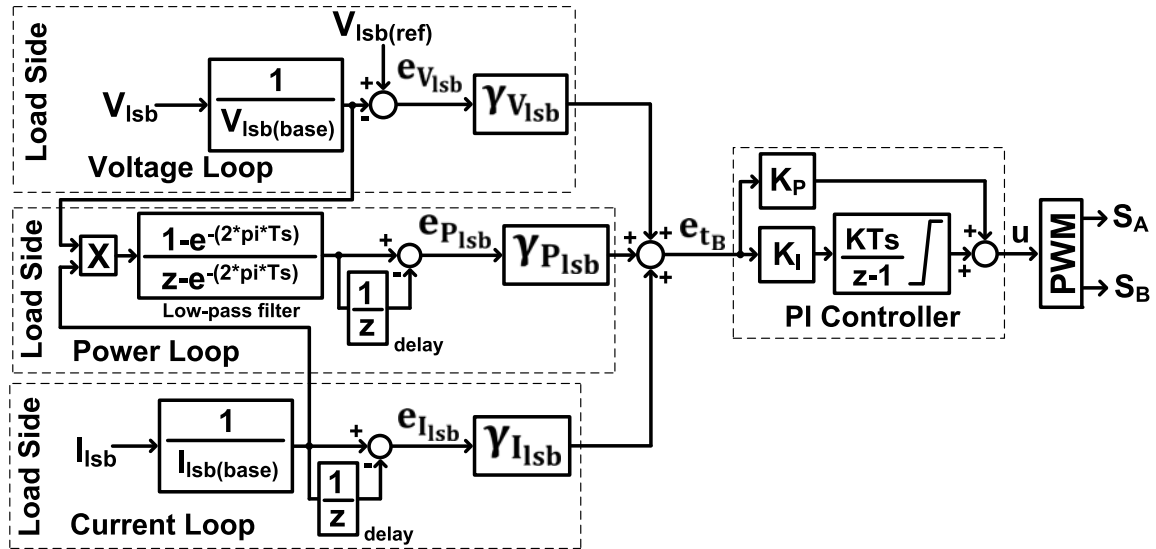 Load Side
V_lsb
1
V_lsb(base)
V_lsb(ref)
+
-
e_V_lsb
γ_V_lsb
Voltage Loop
Load Side
X
1-e^-(2*pi*Ts)
z-e^-(2*pi*Ts)
Low-pass filter
+
-
1
z
delay
e_P_lsb
γ_P_lsb
Power Loop
Load Side
I_lsb
1
I_lsb(base)
+
-
1
z
delay
e_I_lsb
γ_I_lsb
Current Loop
+
+
+
e_t_B
K_P
K_I
KTs
z-1
+
+
PI Controller
u
PWM
S_A
S_B